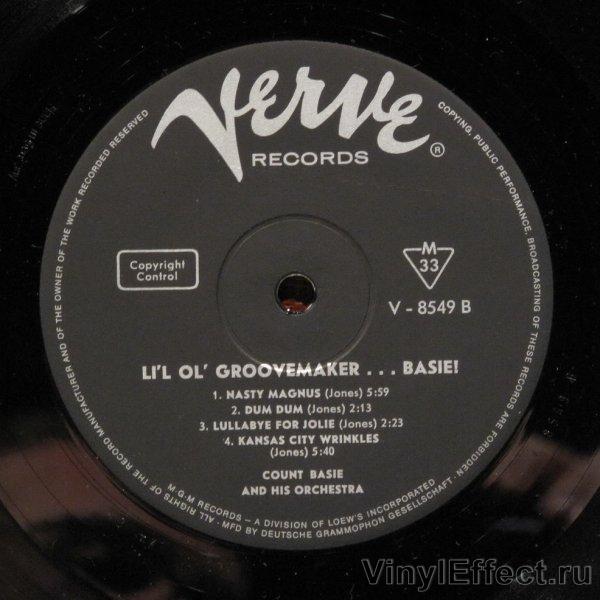 Verve
RECORDS ®
ALL RIGHTS OF THE RECORD MANUFACTURER AND OF THE OWNER OF THE WORK RECORDED RESERVED
COPYING, PUBLIC PERFORMANCE, BROADCASTING OF THESE RECORDS ARE FORBIDDEN
Copyright
Control
M
33
V - 8549 B
LI'L OL' GROOVEMAKER . . . BASIE!
1. NASTY MAGNUS (Jones) 5:59
2. DUM DUM (Jones) 2:13
3. LULLABYE FOR JOLIE (Jones) 2:23
4. KANSAS CITY WRINKLES
(Jones) 5:40
COUNT BASIE
AND HIS ORCHESTRA
M-G-M RECORDS – A DIVISION OF LOEW'S INCORPORATED
· MFD BY DEUTSCHE GRAMMOPHON GESELLSCHAFT ·
VinylEffect.ru